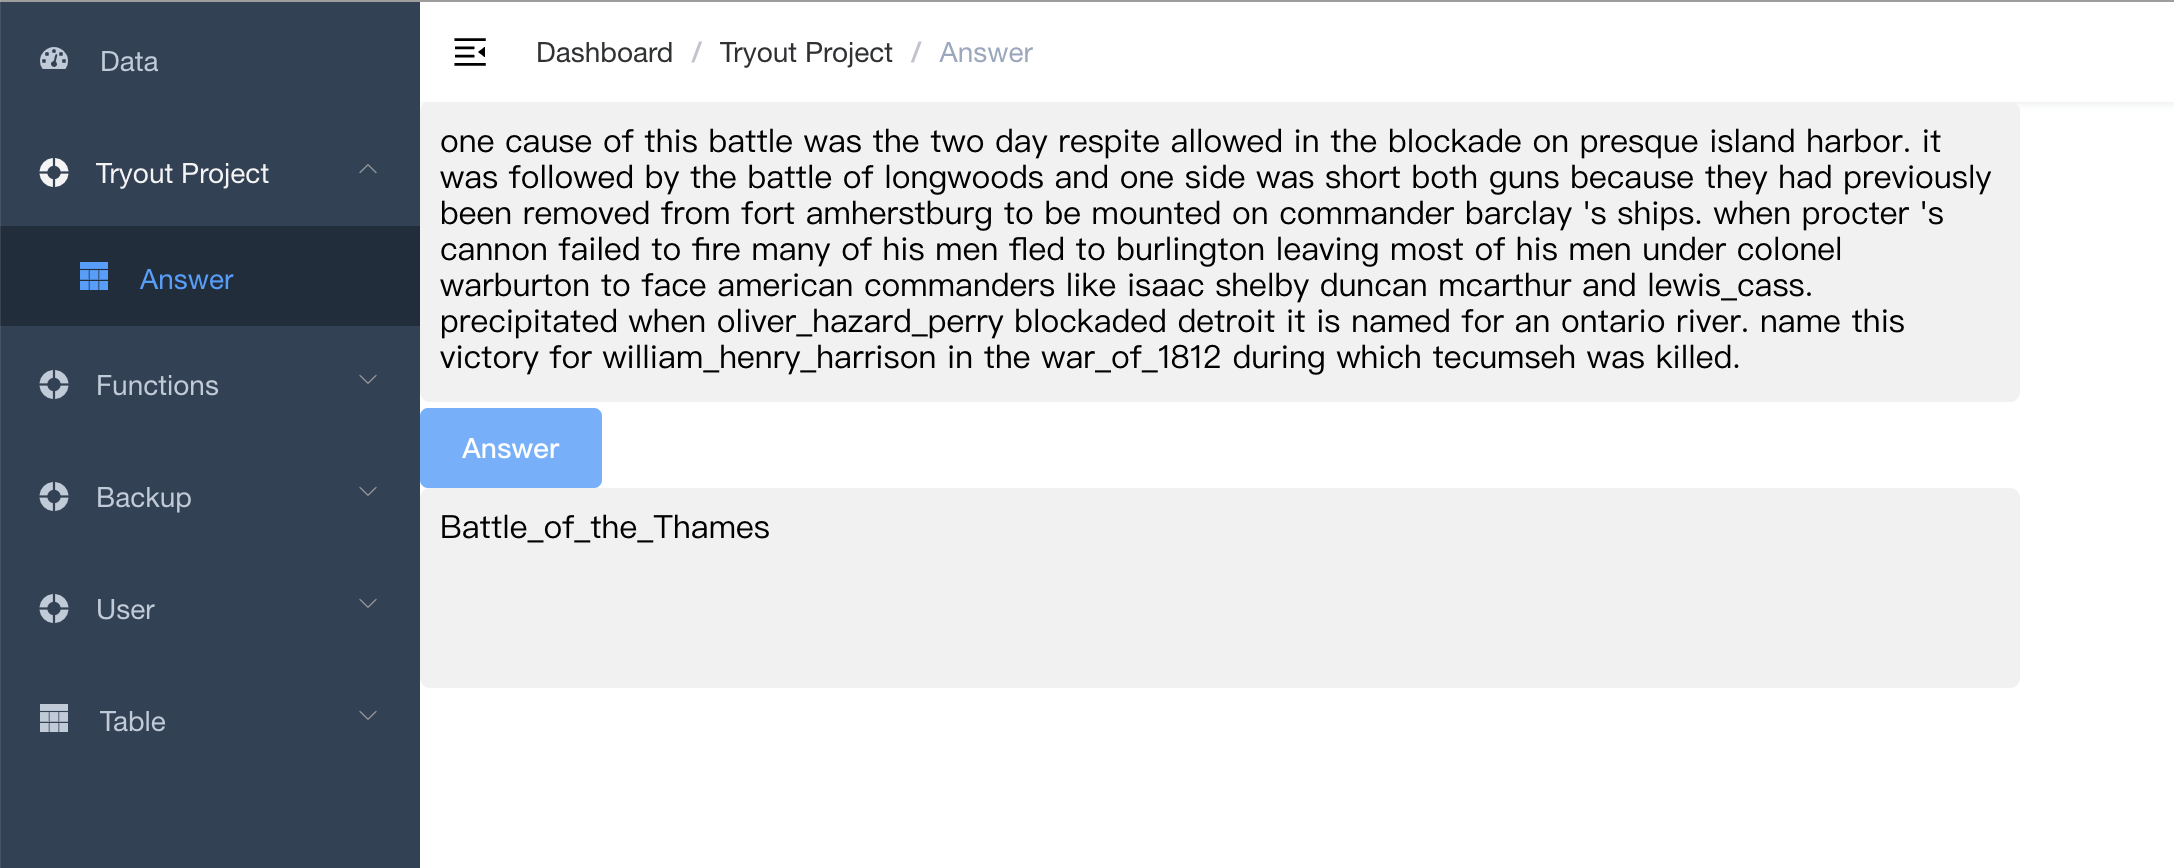 Data
Tryout Project
Answer
Functions
Backup
User
Table
Dashboard / Tryout Project / Answer
one cause of this battle was the two day respite allowed in the blockade on presque island harbor. it
was followed by the battle of longwoods and one side was short both guns because they had previously
been removed from fort amherstburg to be mounted on commander barclay 's ships. when procter 's
cannon failed to fire many of his men fled to burlington leaving most of his men under colonel
warburton to face american commanders like isaac shelby duncan mcarthur and lewis_cass.
precipitated when oliver_hazard_perry blockaded detroit it is named for an ontario river. name this
victory for william_henry_harrison in the war_of_1812 during which tecumseh was killed.
Answer
Battle_of_the_Thames